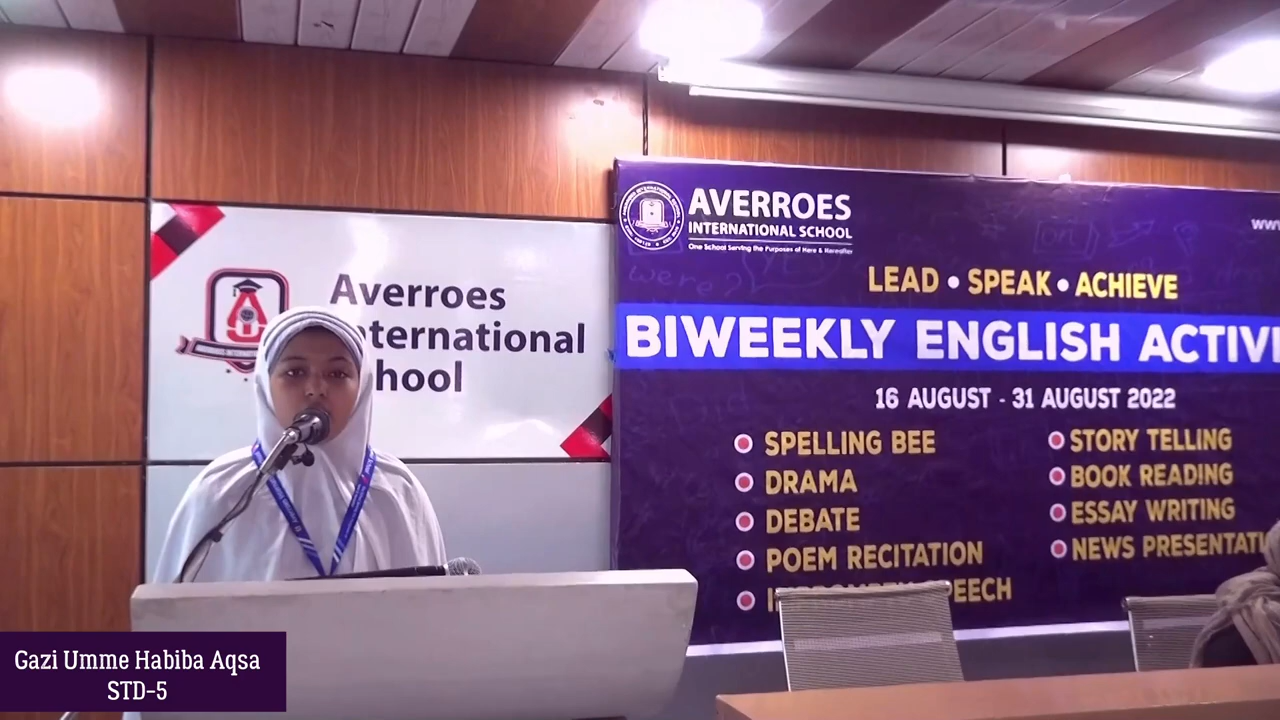 Averroes
International
School
AVERROES
INTERNATIONAL SCHOOL
One School Serving the Purposes of Here & Hereafter
www
LEAD • SPEAK • ACHIEVE
BIWEEKLY ENGLISH ACTIVI
16 AUGUST - 31 AUGUST 2022
SPELLING BEE
DRAMA
DEBATE
POEM RECITATION
SPEECH
STORY TELLING
BOOK READING
ESSAY WRITING
NEWS PRESENTATI
Gazi Umme Habiba Aqsa
STD-5